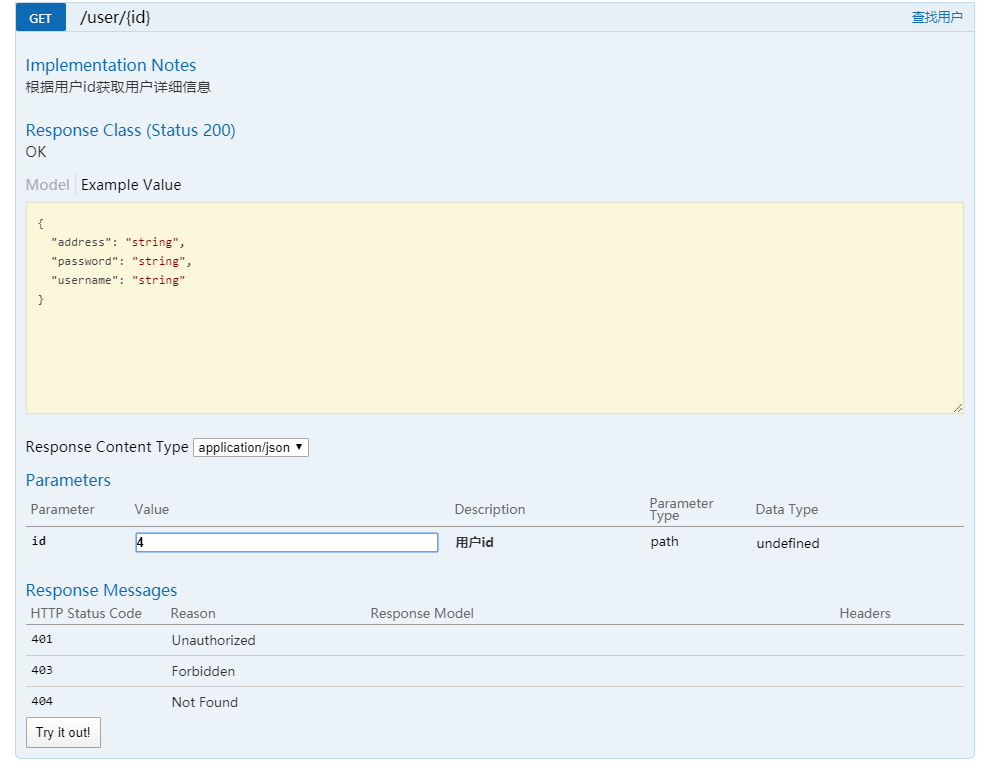 GET /user/{id} 查找用户
Implementation Notes
根据用户id获取用户详细信息
Response Class (Status 200)
OK
Model Example Value
{
"address": "string",
"password": "string",
"username": "string"
}
Response Content Type application/json
Parameters
Parameter Value Description Parameter Type Data Type
id 4 用户id path undefined
Response Messages
HTTP Status Code Reason Response Model Headers
401 Unauthorized
403 Forbidden
404 Not Found
Try it out!